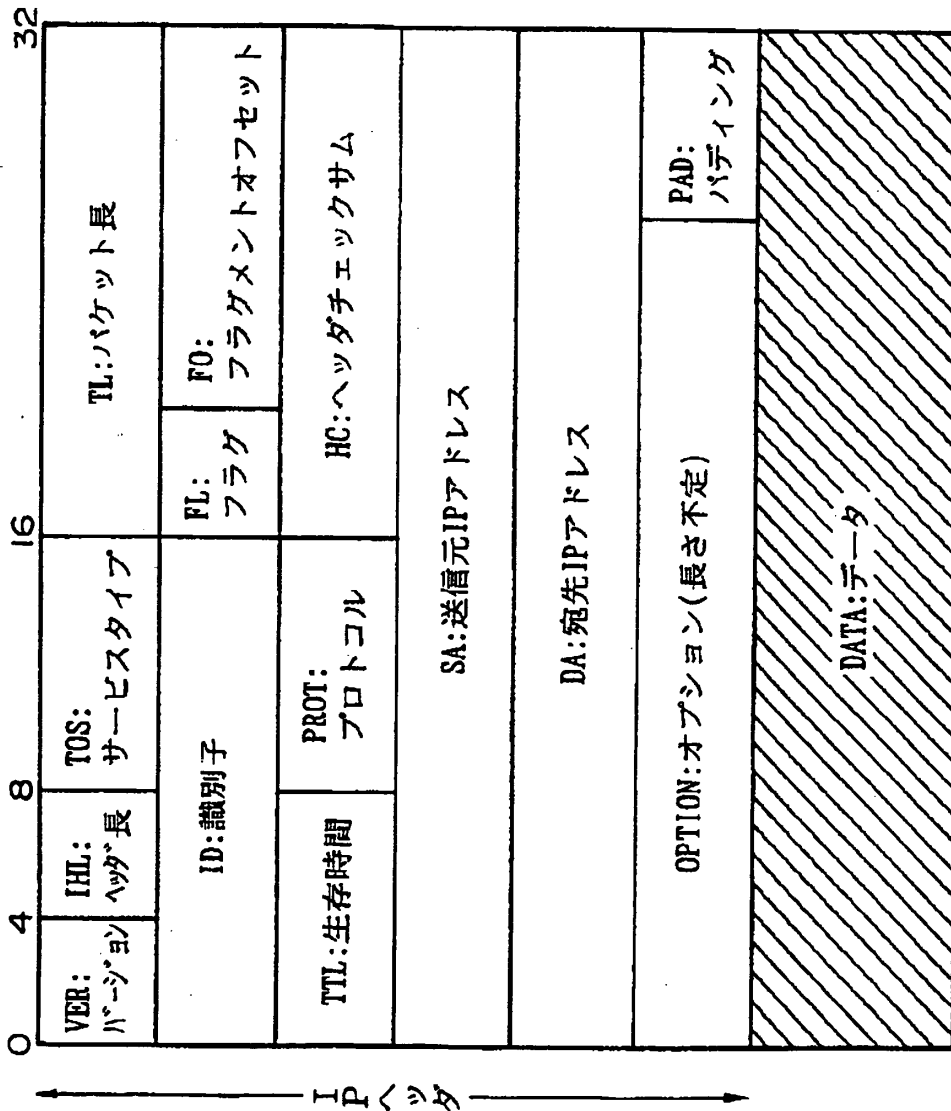 0 4 8 16 32
VER:
バージョン
IHL:
ヘッダ長
TOS:
サービスタイプ
TL:パケット長
ID:識別子
FL:
フラグ
FO:
フラグメントオフセット
TTL:生存時間
PROT:
プロトコル
HC:ヘッダチェックサム
SA:送信元IPアドレス
DA:宛先IPアドレス
OPTION:オプション(長さ不定)
PAD:
パディング
DATA:データ
IPヘッダ